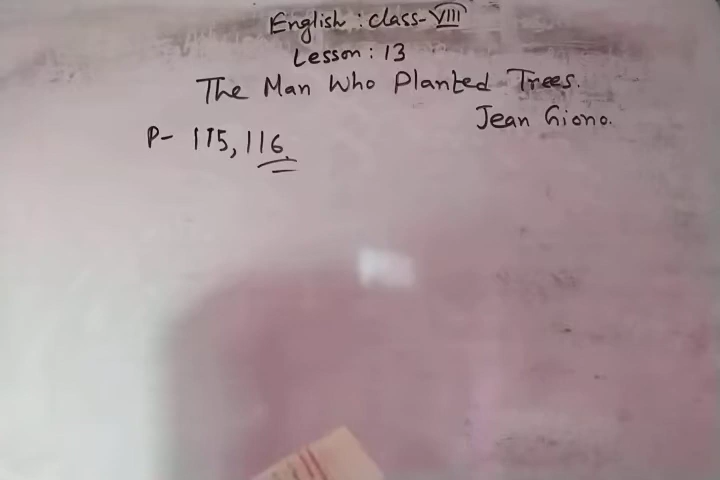 English : class-VIII
Lesson : 13
The Man Who Planted Trees.
Jean Giono.
P- 115, 116.